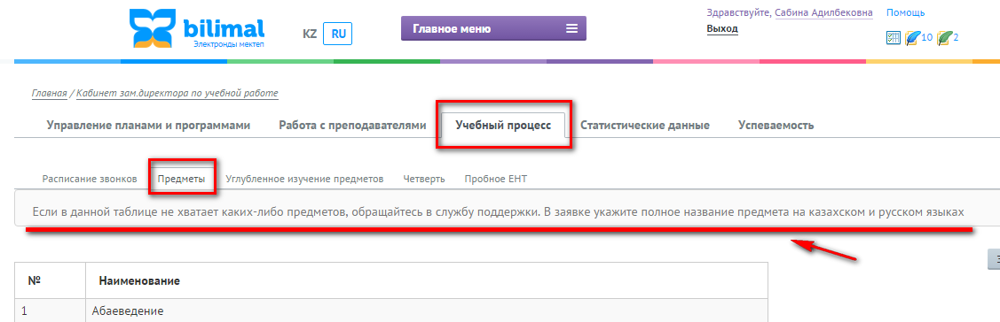 bilimal
Электронды мектеп
KZ RU
Главное меню
Здравствуйте, Сабина Адилбековна Помощь
Выход
10 2
Главная / Кабинет зам.директора по учебной работе
Управление планами и программами Работа с преподавателями Учебный процесс Статистические данные Успеваемость
Расписание звонков Предметы Углубленное изучение предметов Четверть Пробное ЕНТ
Если в данной таблице не хватает каких-либо предметов, обращайтесь в службу поддержки. В заявке укажите полное название предмета на казахском и русском языках
№ Наименование
1 Абаеведение